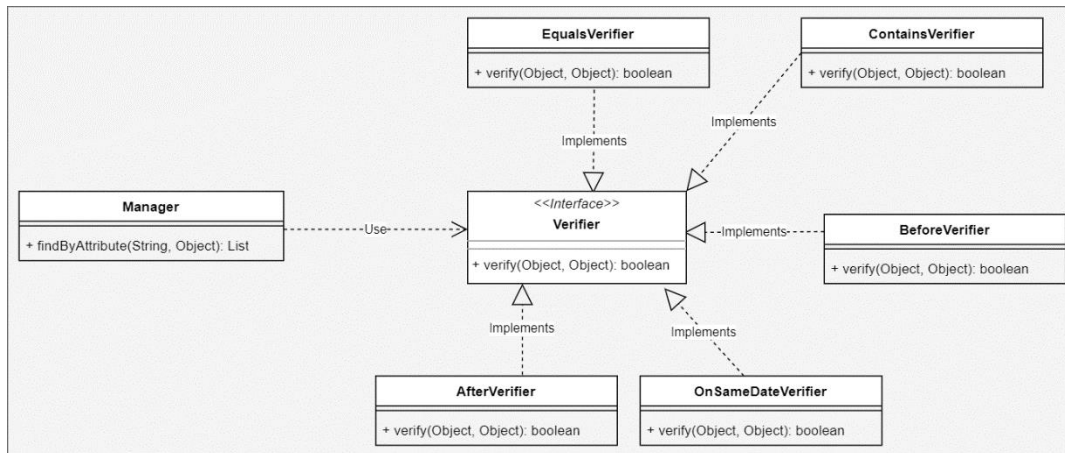 EqualsVerifier
+ verify(Object, Object): boolean
ContainsVerifier
+ verify(Object, Object): boolean
Implements
Implements
Manager
+ findByAttribute(String, Object): List
Use
<<Interface>>
Verifier
+ verify(Object, Object): boolean
Implements
BeforeVerifier
+ verify(Object, Object): boolean
Implements
Implements
AfterVerifier
+ verify(Object, Object): boolean
OnSameDateVerifier
+ verify(Object, Object): boolean